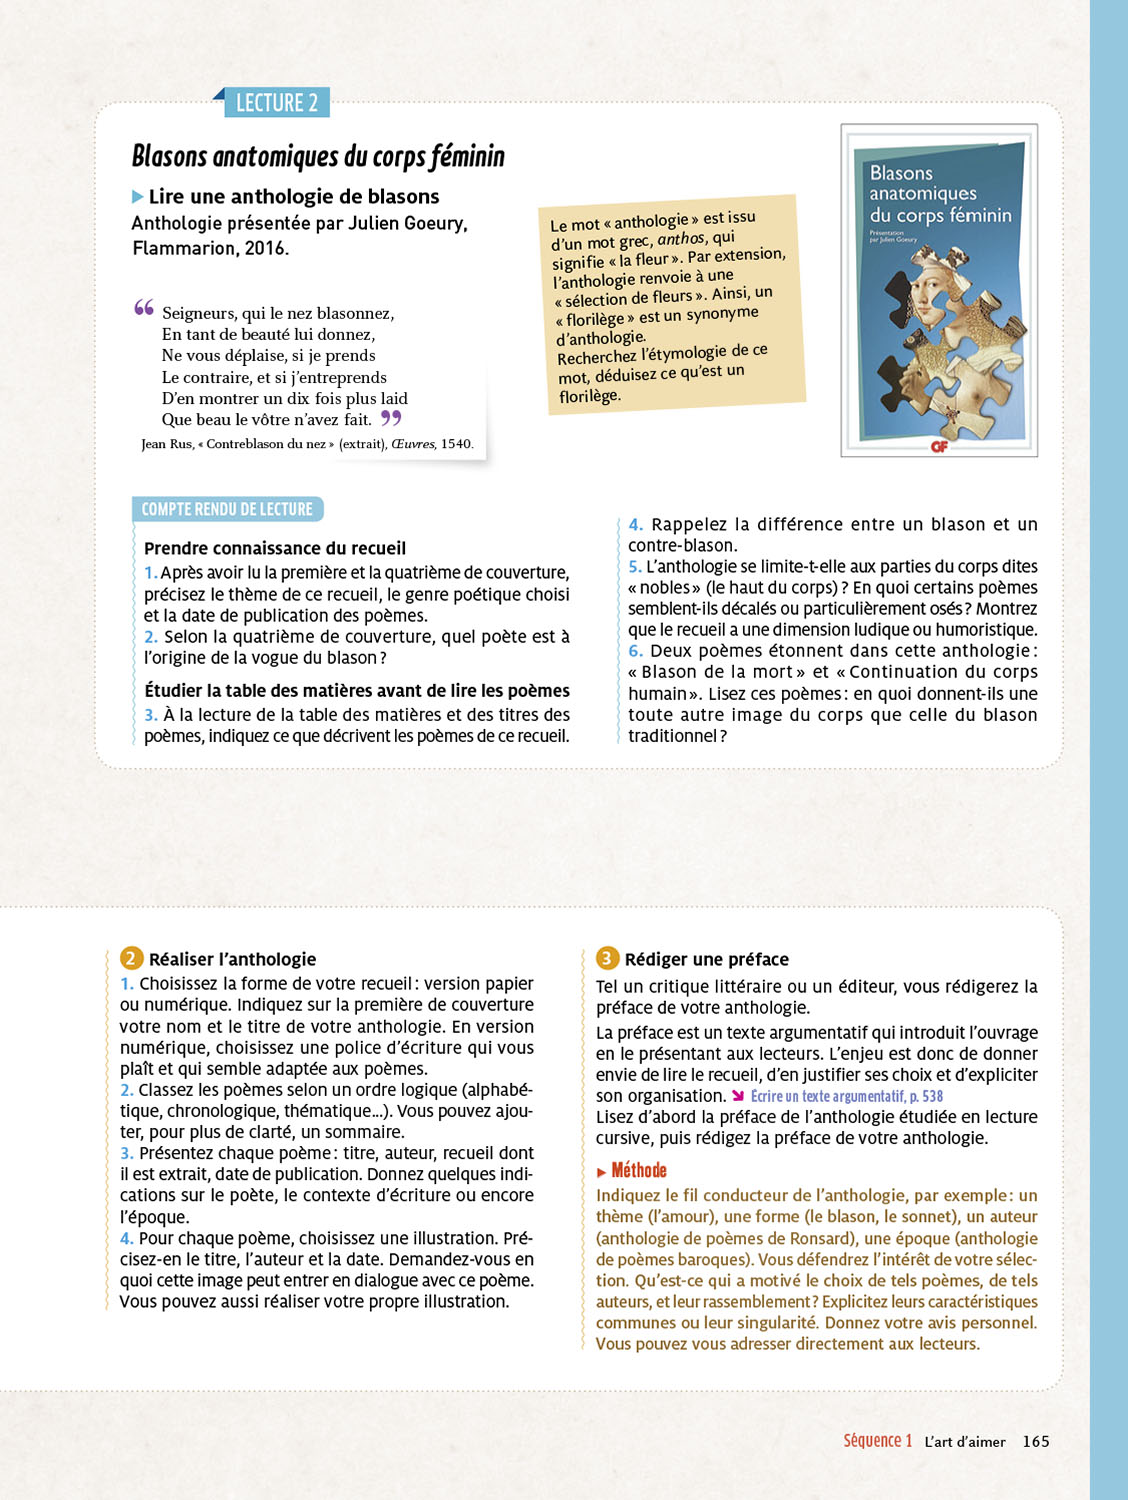 LECTURE 2
Blasons anatomiques du corps féminin
▶ Lire une anthologie de blasons
Anthologie présentée par Julien Goeury,
Flammarion, 2016.
“ Seigneurs, qui le nez blasonnez,
En tant de beauté lui donnez,
Ne vous déplaise, si je prends
Le contraire, et si j’entreprends
D’en montrer un dix fois plus laid
Que beau le vôtre n’avez fait. ”
Jean Rus, « Contreblason du nez » (extrait), Œuvres, 1540.
Le mot « anthologie » est issu
d’un mot grec, anthos, qui
signifie « la fleur ». Par extension,
l’anthologie renvoie à une
« sélection de fleurs ». Ainsi, un
« florilège » est un synonyme
d’anthologie.
Recherchez l’étymologie de ce
mot, déduisez ce qu’est un
florilège.
Blasons
anatomiques
du corps féminin
Présentation
par Julien Goeury
GF
COMPTE RENDU DE LECTURE
Prendre connaissance du recueil
1. Après avoir lu la première et la quatrième de couverture,
précisez le thème de ce recueil, le genre poétique choisi
et la date de publication des poèmes.
2. Selon la quatrième de couverture, quel poète est à
l’origine de la vogue du blason ?
Étudier la table des matières avant de lire les poèmes
3. À la lecture de la table des matières et des titres des
poèmes, indiquez ce que décrivent les poèmes de ce recueil.
4. Rappelez la différence entre un blason et un
contre-blason.
5. L’anthologie se limite-t-elle aux parties du corps dites
« nobles » (le haut du corps) ? En quoi certains poèmes
semblent-ils décalés ou particulièrement osés ? Montrez
que le recueil a une dimension ludique ou humoristique.
6. Deux poèmes étonnent dans cette anthologie :
« Blason de la mort » et « Continuation du corps
humain ». Lisez ces poèmes : en quoi donnent-ils une
toute autre image du corps que celle du blason
traditionnel ?
2 Réaliser l’anthologie
1. Choisissez la forme de votre recueil : version papier
ou numérique. Indiquez sur la première de couverture
votre nom et le titre de votre anthologie. En version
numérique, choisissez une police d’écriture qui vous
plaît et qui semble adaptée aux poèmes.
2. Classez les poèmes selon un ordre logique (alphabé-
tique, chronologique, thématique...). Vous pouvez ajou-
ter, pour plus de clarté, un sommaire.
3. Présentez chaque poème : titre, auteur, recueil dont
il est extrait, date de publication. Donnez quelques indi-
cations sur le poète, le contexte d’écriture ou encore
l’époque.
4. Pour chaque poème, choisissez une illustration. Pré-
cisez-en le titre, l’auteur et la date. Demandez-vous en
quoi cette image peut entrer en dialogue avec ce poème.
Vous pouvez aussi réaliser votre propre illustration.
3 Rédiger une préface
Tel un critique littéraire ou un éditeur, vous rédigerez la
préface de votre anthologie.
La préface est un texte argumentatif qui introduit l’ouvrage
en le présentant aux lecteurs. L’enjeu est donc de donner
envie de lire le recueil, d’en justifier ses choix et d’expliciter
son organisation. ➘ Écrire un texte argumentatif, p. 538
Lisez d’abord la préface de l’anthologie étudiée en lecture
cursive, puis rédigez la préface de votre anthologie.
▶ Méthode
Indiquez le fil conducteur de l’anthologie, par exemple : un
thème (l’amour), une forme (le blason, le sonnet), un auteur
(anthologie de poèmes de Ronsard), une époque (anthologie
de poèmes baroques). Vous défendrez l’intérêt de votre sélec-
tion. Qu’est-ce qui a motivé le choix de tels poèmes, de tels
auteurs, et leur rassemblement ? Explicitez leurs caractéristiques
communes ou leur singularité. Donnez votre avis personnel.
Vous pouvez vous adresser directement aux lecteurs.
Séquence 1 L’art d’aimer 165